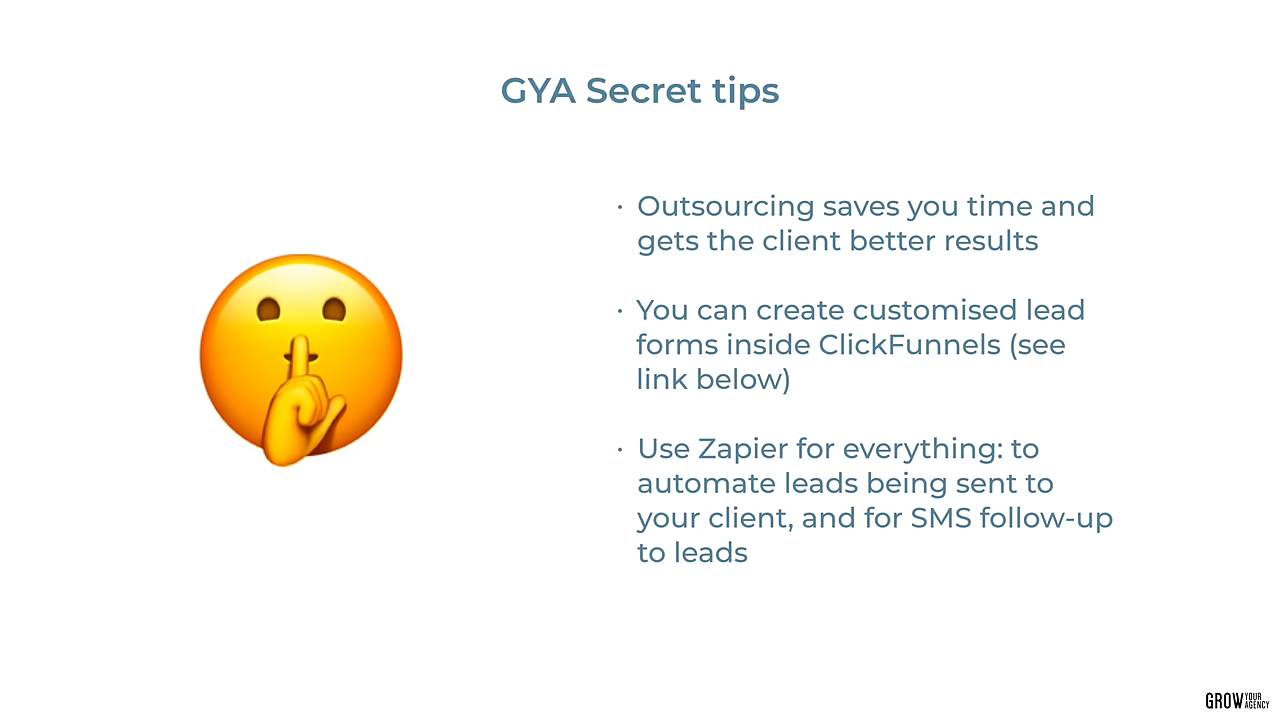 GYA Secret tips
· Outsourcing saves you time and
gets the client better results
· You can create customised lead
forms inside ClickFunnels (see
link below)
· Use Zapier for everything: to
automate leads being sent to
your client, and for SMS follow-up
to leads
GROW YOUR AGENCY